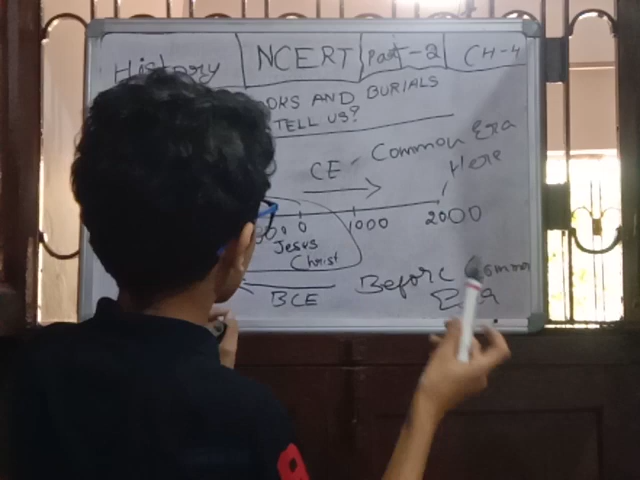 History NCERT Part-2 CH-4
OKS AND BURIALS
TELL US?
CE - Common Era
Here
0 1000 2000
Jesus
Christ
BCE Before Common
Era